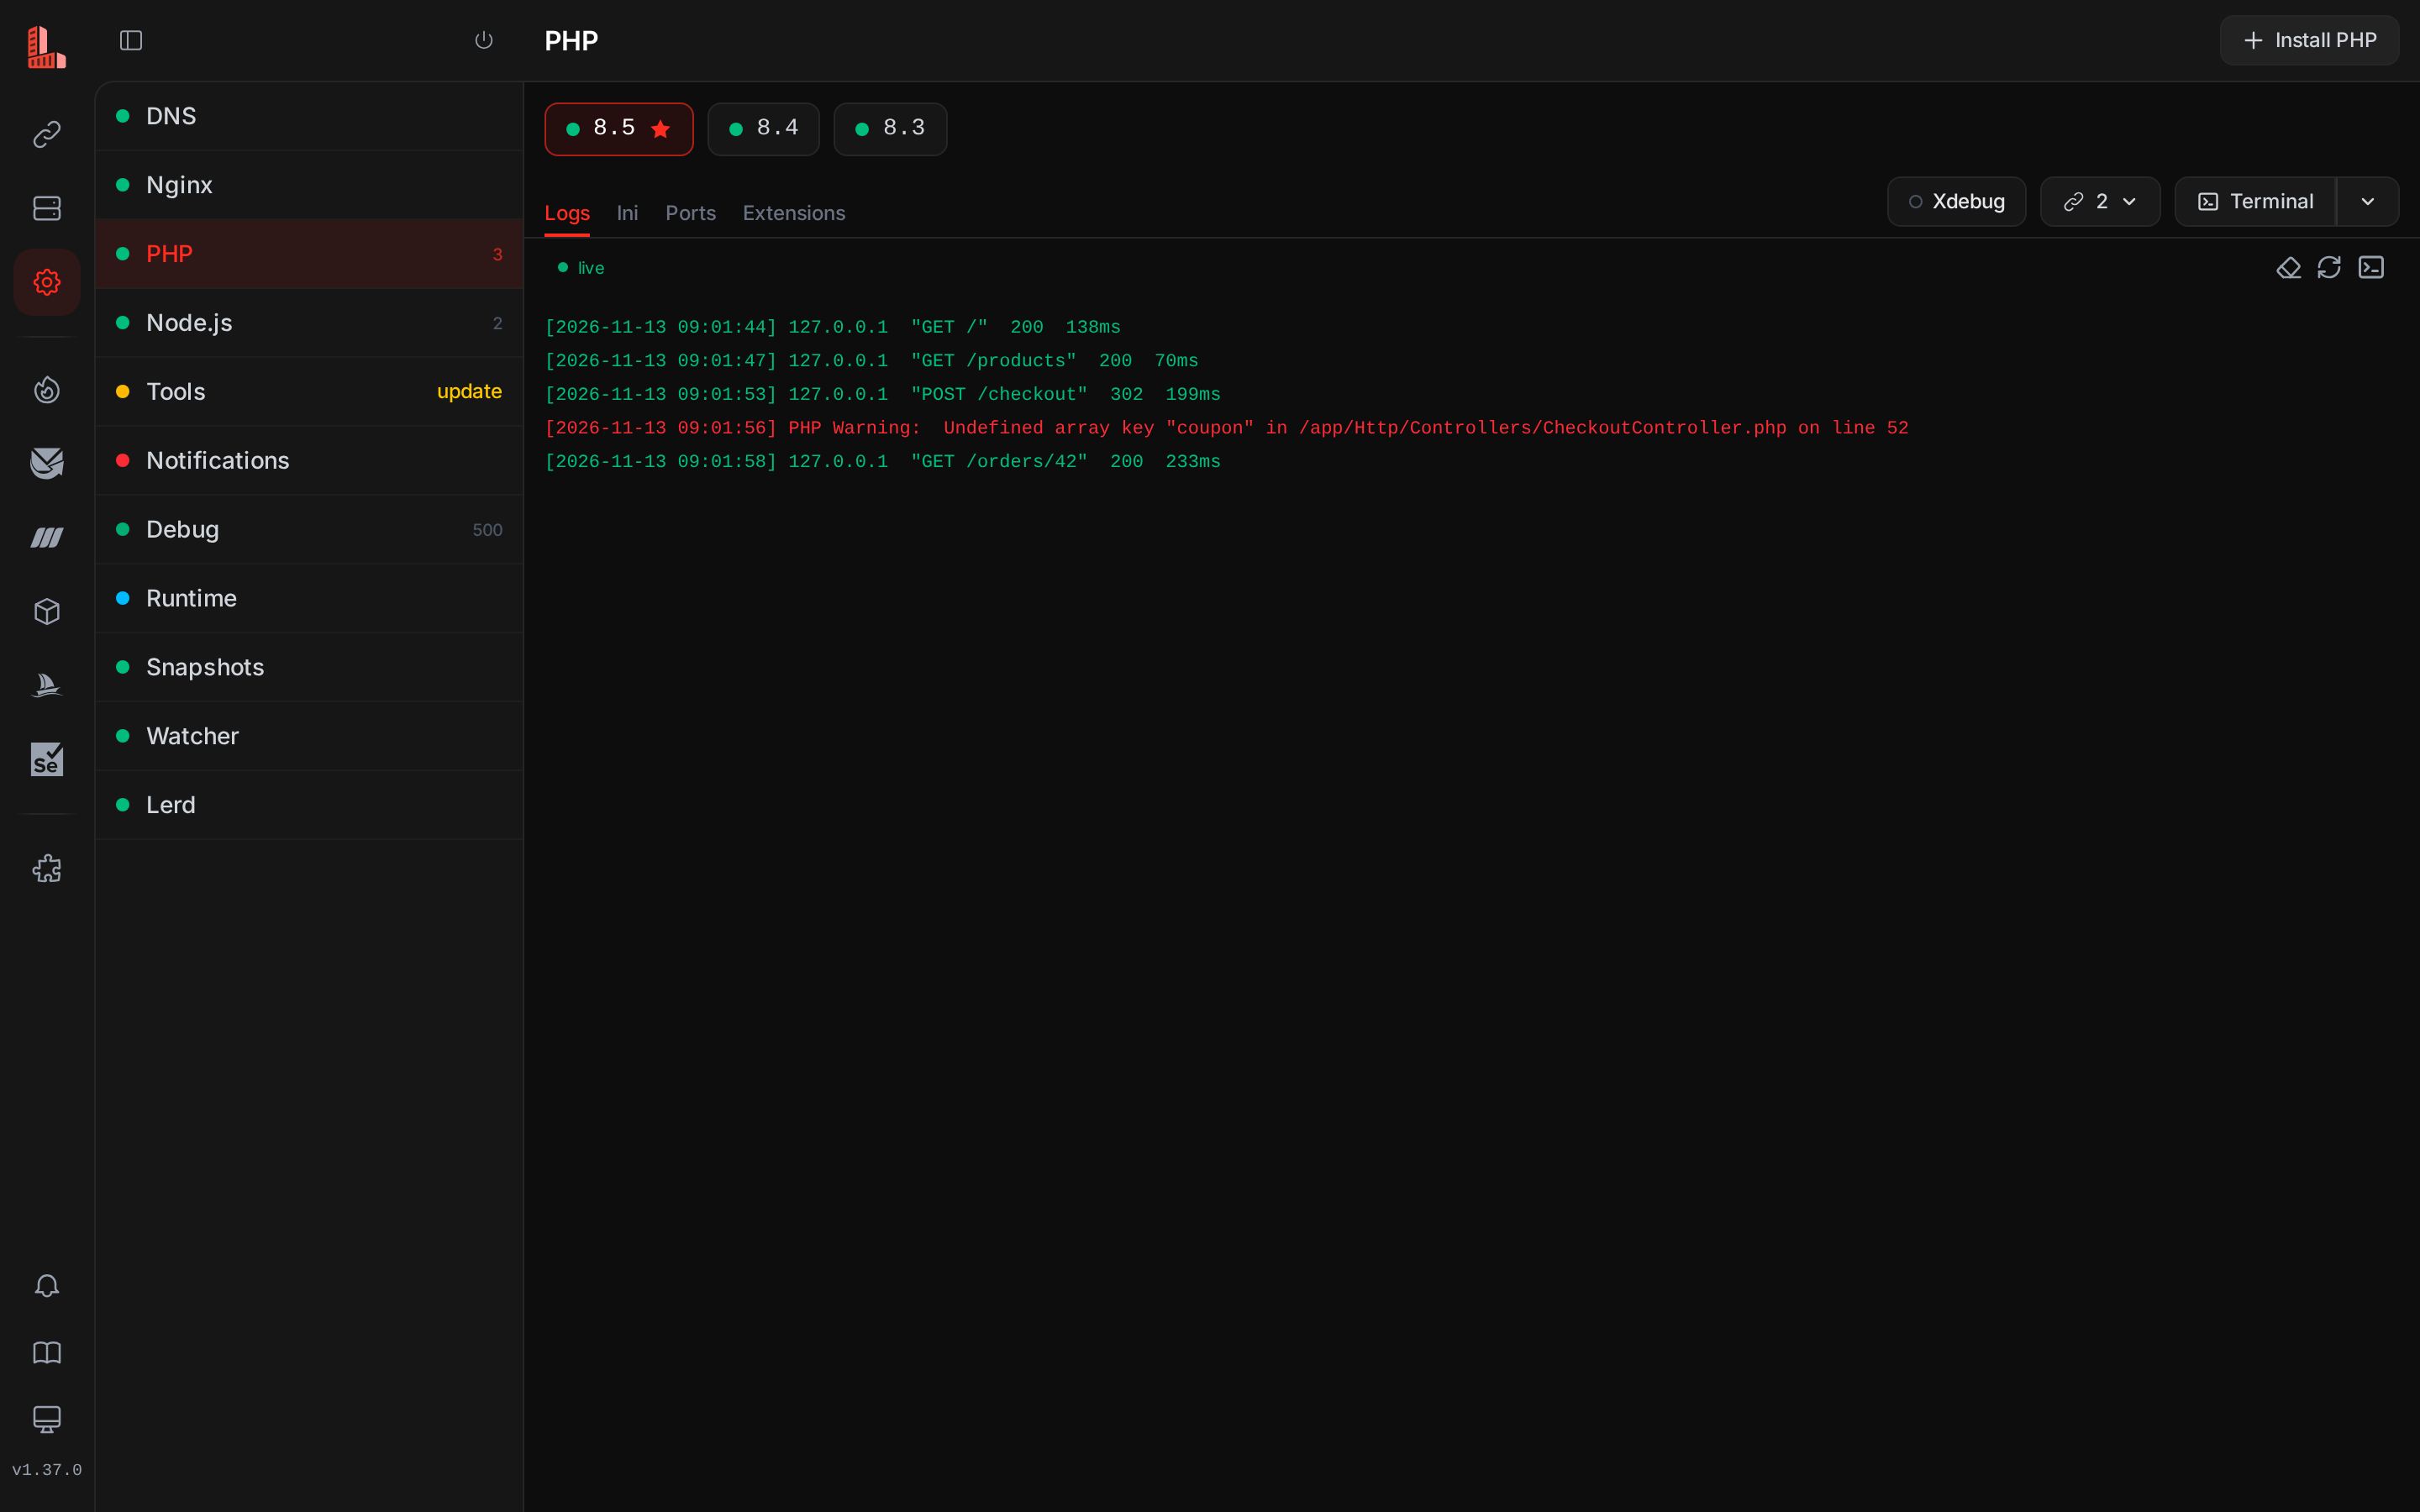 PHP
Install PHP
DNS
Nginx
PHP 3
Node.js 2
Tools update
Notifications
Debug 500
Runtime
Snapshots
Watcher
Lerd
Se
v1.37.0
8.5 8.4 8.3
Logs Ini Ports Extensions
Xdebug 2 Terminal
live
[2026-11-13 09:01:44] 127.0.0.1 "GET /" 200 138ms
[2026-11-13 09:01:47] 127.0.0.1 "GET /products" 200 70ms
[2026-11-13 09:01:53] 127.0.0.1 "POST /checkout" 302 199ms
[2026-11-13 09:01:56] PHP Warning: Undefined array key "coupon" in /app/Http/Controllers/CheckoutController.php on line 52
[2026-11-13 09:01:58] 127.0.0.1 "GET /orders/42" 200 233ms